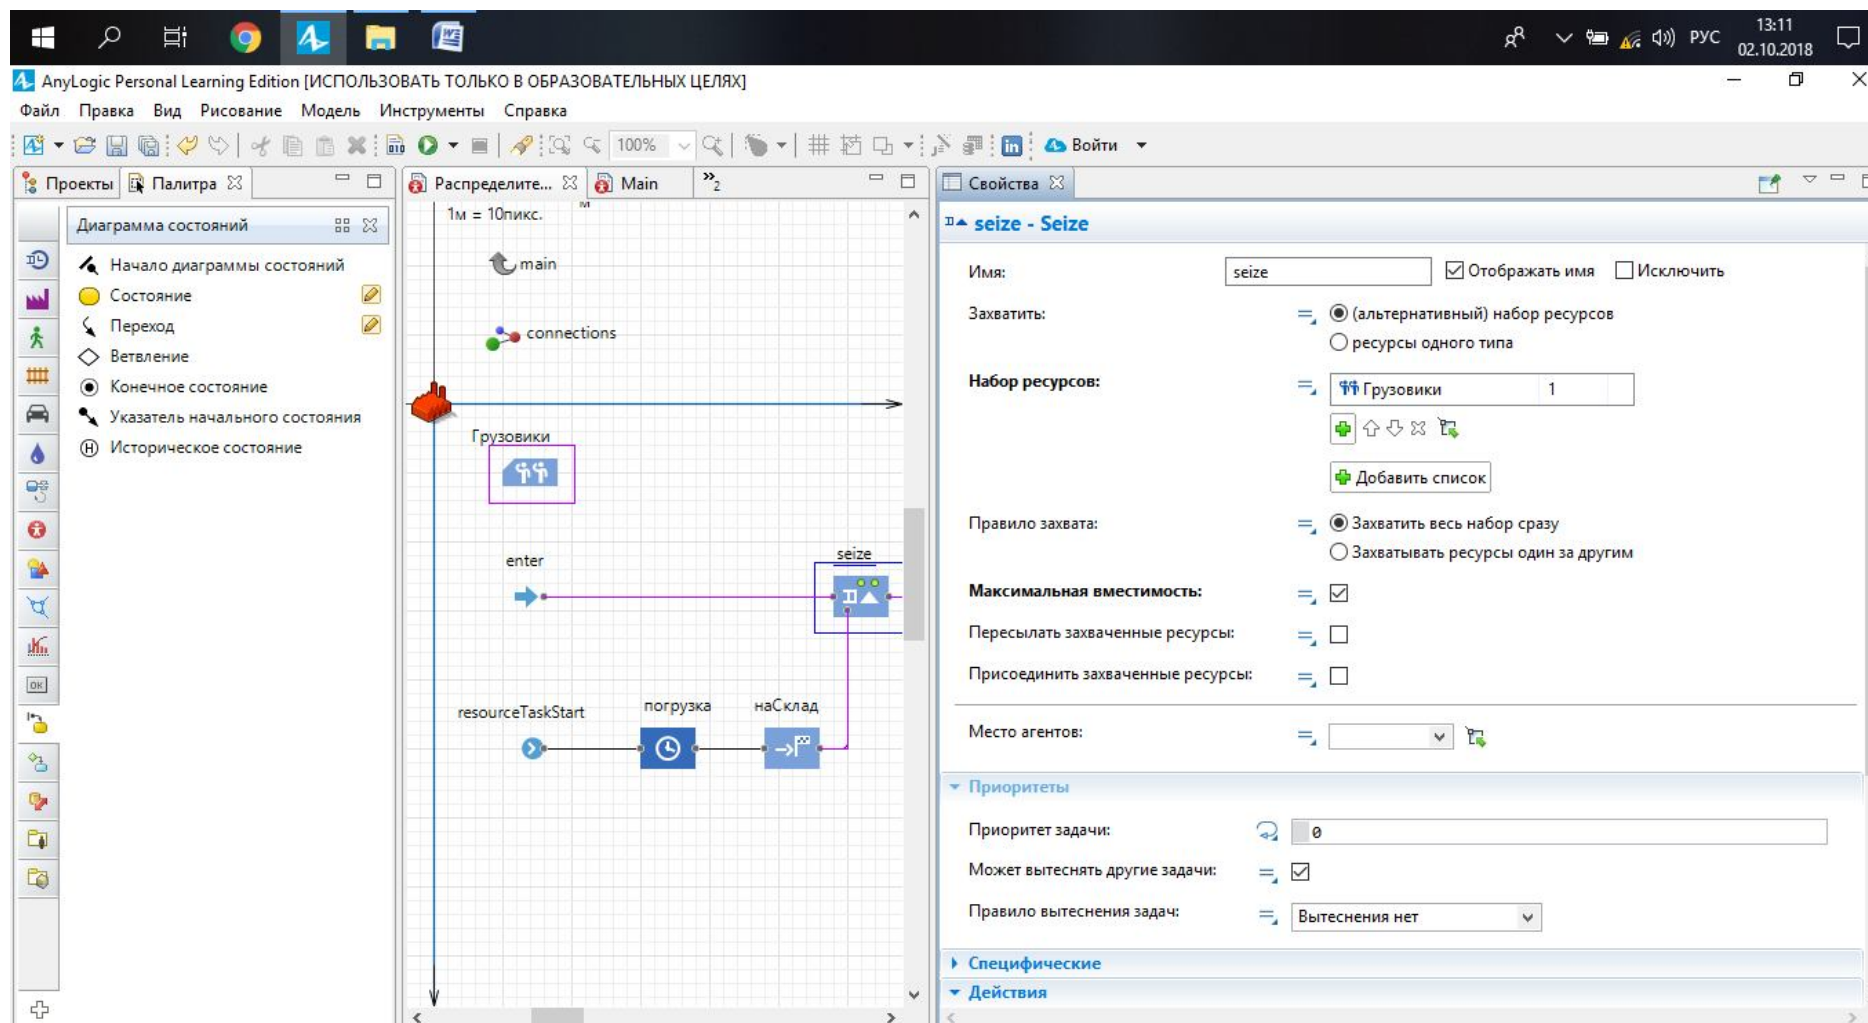 13:11
РУС
02.10.2018
AnyLogic Personal Learning Edition [ИСПОЛЬЗОВАТЬ ТОЛЬКО В ОБРАЗОВАТЕЛЬНЫХ ЦЕЛЯХ]
Файл Правка Вид Рисование Модель Инструменты Справка
100% in Войти
Проекты Палитра
Диаграмма состояний
Начало диаграммы состояний
Состояние
Переход
Ветвление
Конечное состояние
Указатель начального состояния
H Историческое состояние
OK
Распределите... Main »2
1м = 10пикс.
main
connections
Грузовики
enter
seize
resourceTaskStart
погрузка
наСклад
Свойства
seize - Seize
Имя: seize Отображать имя Исключить
Захватить: (альтернативный) набор ресурсов
ресурсы одного типа
Набор ресурсов: Грузовики 1
Добавить список
Правило захвата: Захватить весь набор сразу
Захватывать ресурсы один за другим
Максимальная вместимость:
Пересылать захваченные ресурсы:
Присоединить захваченные ресурсы:
Место агентов:
Приоритеты
Приоритет задачи: 0
Может вытеснять другие задачи:
Правило вытеснения задач: Вытеснения нет
Специфические
Действия